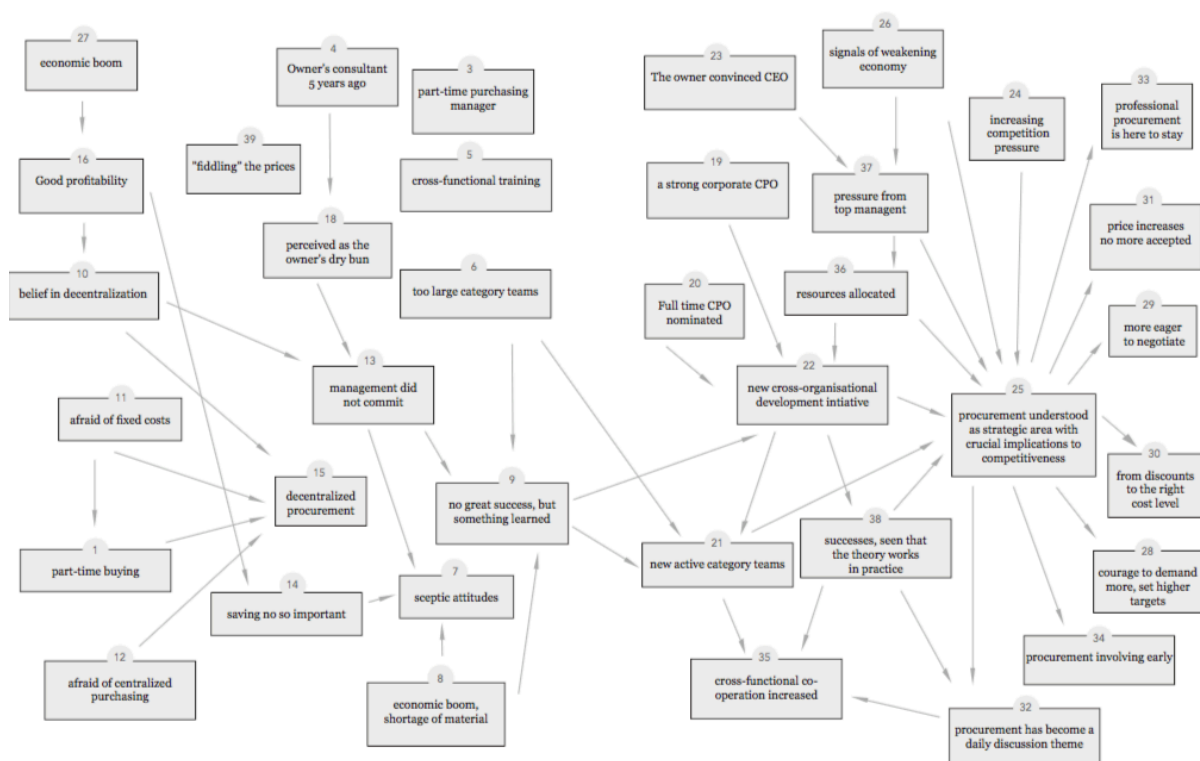 27
economic boom
4
Owner's consultant
5 years ago
3
part-time purchasing
manager
39
"fiddling" the prices
5
cross-functional training
16
Good profitability
18
perceived as the
owner's dry bun
10
belief in decentralization
6
too large category teams
13
management did
not commit
11
afraid of fixed costs
15
decentralized
procurement
9
no great success, but
something learned
1
part-time buying
14
saving no so important
7
sceptic attitudes
12
afraid of centralized
purchasing
8
economic boom,
shortage of material
23
The owner convinced CEO
26
signals of weakening
economy
24
increasing
competition
pressure
33
professional
procurement
is here to stay
19
a strong corporate CPO
37
pressure from
top managent
31
price increases
no more accepted
20
Full time CPO
nominated
36
resources allocated
29
more eager
to negotiate
22
new cross-organisational
development intiative
25
procurement understood
as strategic area with
crucial implications to
competitiveness
30
from discounts
to the right
cost level
21
new active category teams
38
successes, seen that
the theory works
in practice
28
courage to demand
more, set higher
targets
35
cross-functional co-
operation increased
34
procurement involving early
32
procurement has become a
daily discussion theme